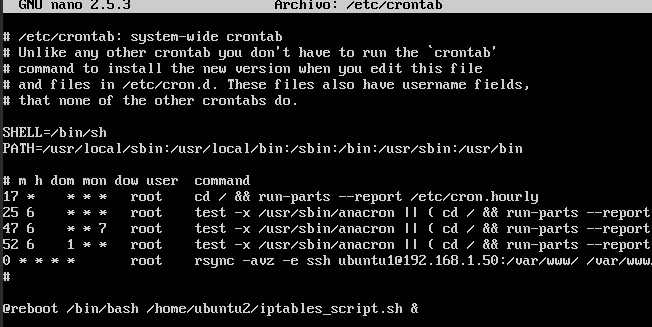 GNU nano 2.5.3 Archivo: /etc/crontab
# /etc/crontab: system-wide crontab
# Unlike any other crontab you don't have to run the `crontab'
# command to install the new version when you edit this file
# and files in /etc/cron.d. These files also have username fields,
# that none of the other crontabs do.
SHELL=/bin/sh
PATH=/usr/local/sbin:/usr/local/bin:/sbin:/bin:/usr/sbin:/usr/bin
# m h dom mon dow user command
17 * * * * root cd / && run-parts --report /etc/cron.hourly
25 6 * * * root test -x /usr/sbin/anacron || ( cd / && run-parts --report
47 6 * * 7 root test -x /usr/sbin/anacron || ( cd / && run-parts --report
52 6 1 * * root test -x /usr/sbin/anacron || ( cd / && run-parts --report
0 * * * * root rsync -avz -e ssh ubuntu1@192.168.1.50:/var/www/ /var/www
#
@reboot /bin/bash /home/ubuntu2/iptables_script.sh &